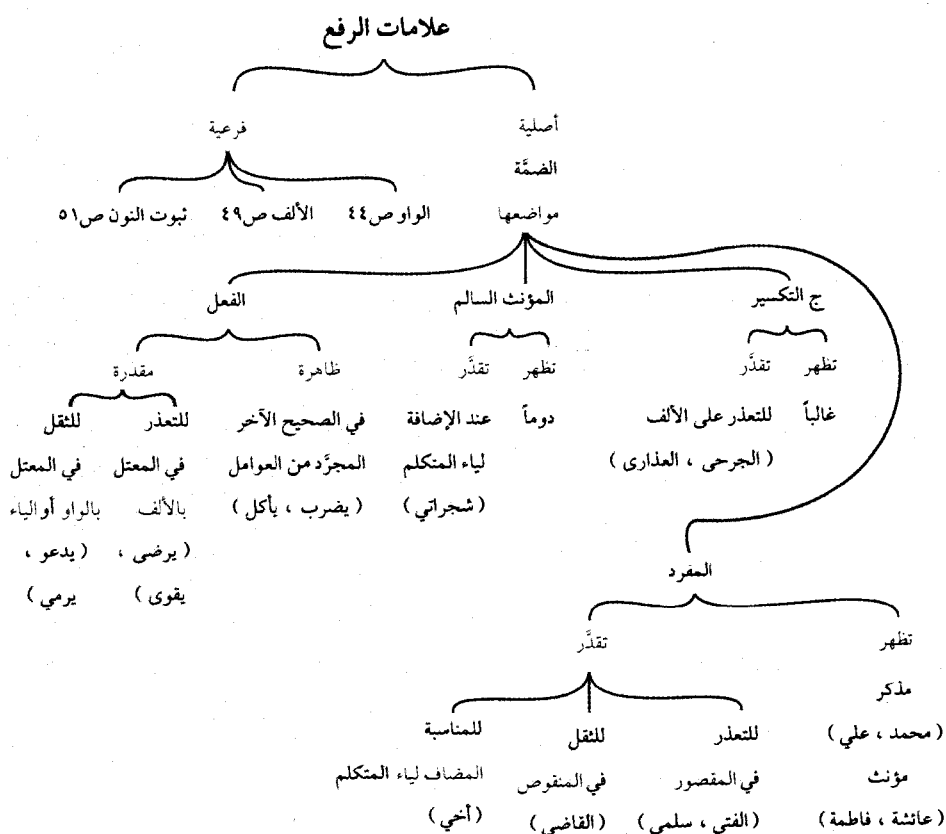 علامات الرفع
أصلية
فرعية
الضمَّة
مواضعها
الواو ص٤٤
الألف ص٤٩
ثبوت النون ص٥١
ج التكسير
المؤنث السالم
الفعل
تظهر
تقدَّر
تظهر
تقدَّر
ظاهرة
مقدرة
غالباً
للتعذر على الألف
( الجرحى ، العذارى )
دوماً
عند الإضافة
لياء المتكلم
( شجراتي )
في الصحيح الآخر
المجرَّد من العوامل
( يضرب ، يأكل )
للتعذر
في المعتل
بالألف
( يرضى ،
يقوى )
للثقل
في المعتل
بالواو أو الياء
( يدعو ،
يرمي )
المفرد
تظهر
تقدَّر
مذكر
( محمد ، علي )
مؤنث
( عائشة ، فاطمة )
للتعذر
في المقصور
( الفتى ، سلمى )
للثقل
في المنقوص
( القاضي )
للمناسبة
المضاف لياء المتكلم
( أخي )